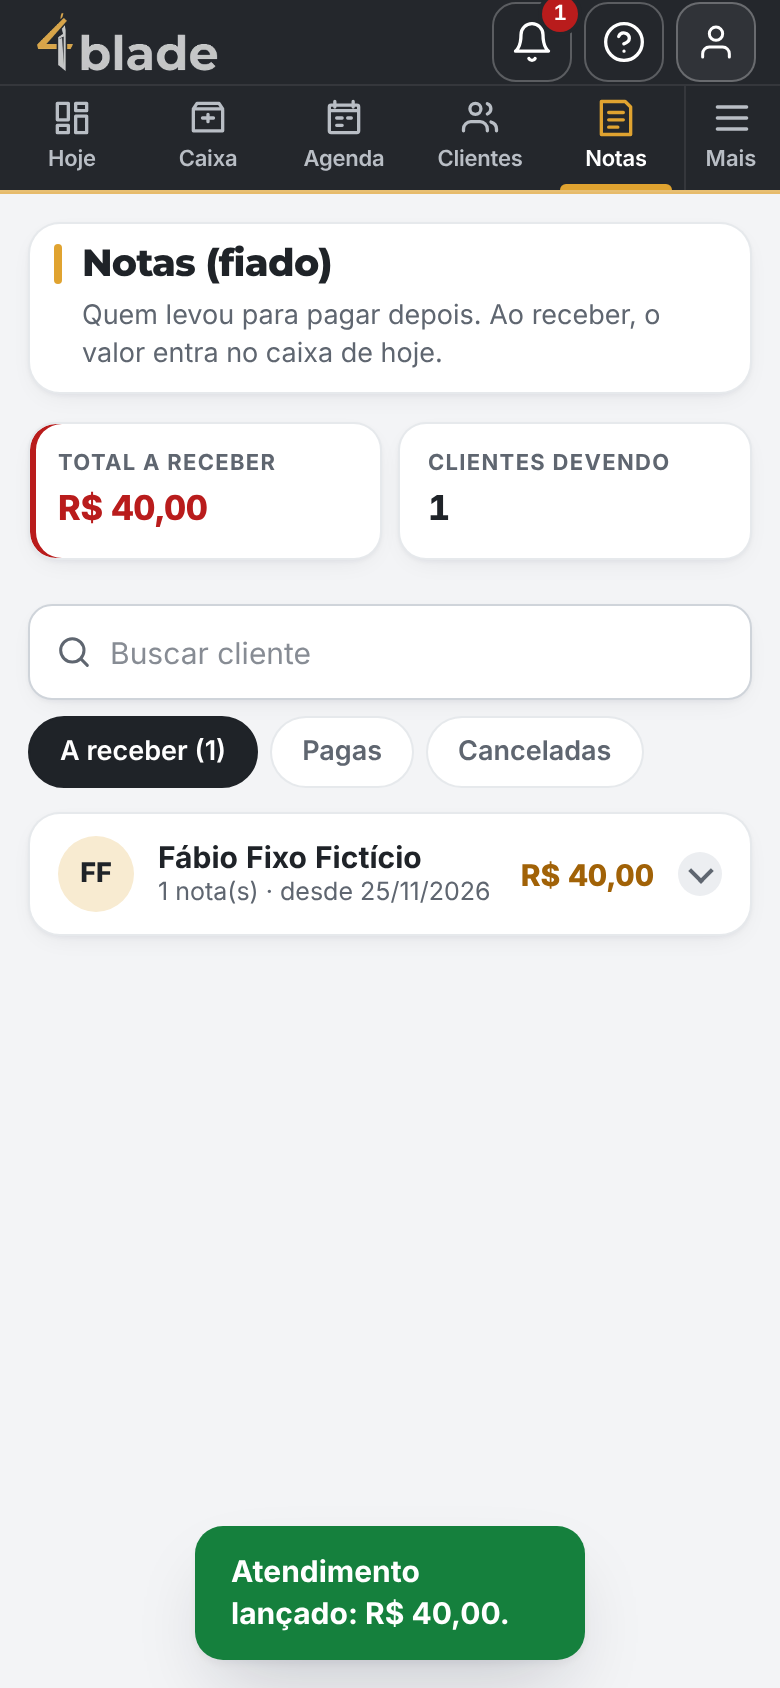 4blade
1
Hoje
Caixa
Agenda
Clientes
Notas
Mais
Notas (fiado)
Quem levou para pagar depois. Ao receber, o
valor entra no caixa de hoje.
TOTAL A RECEBER
R$ 40,00
CLIENTES DEVENDO
1
Buscar cliente
A receber (1)
Pagas
Canceladas
FF
Fábio Fixo Fictício
1 nota(s) · desde 25/11/2026
R$ 40,00
Atendimento
lançado: R$ 40,00.